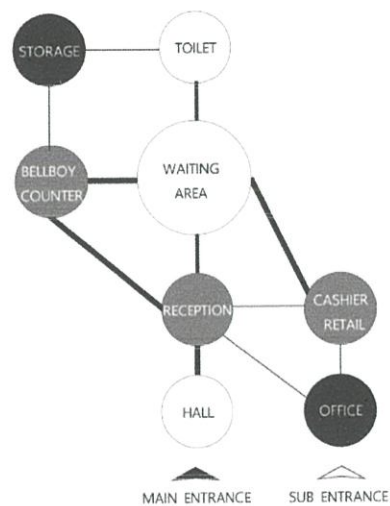 STORAGE
TOILET
BELLBOY
COUNTER
WAITING
AREA
RECEPTION
CASHIER
RETAIL
HALL
OFFICE
MAIN ENTRANCE
SUB ENTRANCE